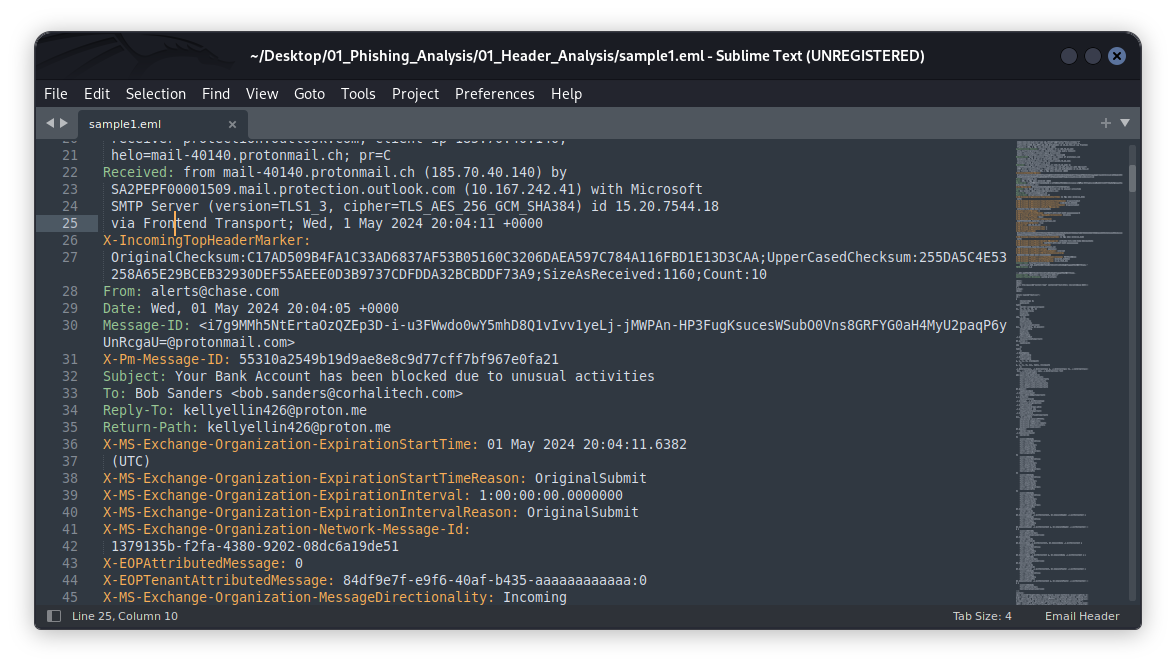 ~/Desktop/01_Phishing_Analysis/01_Header_Analysis/sample1.eml - Sublime Text (UNREGISTERED)
File Edit Selection Find View Goto Tools Project Preferences Help
sample1.eml
21 helo=mail-40140.protonmail.ch; pr=C
22 Received: from mail-40140.protonmail.ch (185.70.40.140) by
23 SA2PEPF00001509.mail.protection.outlook.com (10.167.242.41) with Microsoft
24 SMTP Server (version=TLS1_3, cipher=TLS_AES_256_GCM_SHA384) id 15.20.7544.18
25 via Frontend Transport; Wed, 1 May 2024 20:04:11 +0000
26 X-IncomingTopHeaderMarker:
27 OriginalChecksum:C17AD509B4FA1C33AD6837AF53B05160C3206DAEA597C784A116FBD1E13D3CAA;UpperCasedChecksum:255DA5C4E53
258A65E29BCEB32930DEF55AEEE0D3B9737CDFDDA32BCBDDF73A9;SizeAsReceived:1160;Count:10
28 From: alerts@chase.com
29 Date: Wed, 01 May 2024 20:04:05 +0000
30 Message-ID: <i7g9MMh5NtErtaOzQZEp3D-i-u3FWwdo0wY5mhD8Q1vIvv1yeLj-jMWPAn-HP3FugKsucesWSubO0Vns8GRFYG0aH4MyU2paqP6y
UnRcgaU=@protonmail.com>
31 X-Pm-Message-ID: 55310a2549b19d9ae8e8c9d77cff7bf967e0fa21
32 Subject: Your Bank Account has been blocked due to unusual activities
33 To: Bob Sanders <bob.sanders@corhalitech.com>
34 Reply-To: kellyellin426@proton.me
35 Return-Path: kellyellin426@proton.me
36 X-MS-Exchange-Organization-ExpirationStartTime: 01 May 2024 20:04:11.6382
37 (UTC)
38 X-MS-Exchange-Organization-ExpirationStartTimeReason: OriginalSubmit
39 X-MS-Exchange-Organization-ExpirationInterval: 1:00:00:00.0000000
40 X-MS-Exchange-Organization-ExpirationIntervalReason: OriginalSubmit
41 X-MS-Exchange-Organization-Network-Message-Id:
42 1379135b-f2fa-4380-9202-08dc6a19de51
43 X-EOPAttributedMessage: 0
44 X-EOPTenantAttributedMessage: 84df9e7f-e9f6-40af-b435-aaaaaaaaaaaa:0
45 X-MS-Exchange-Organization-MessageDirectionality: Incoming
Line 25, Column 10 Tab Size: 4 Email Header